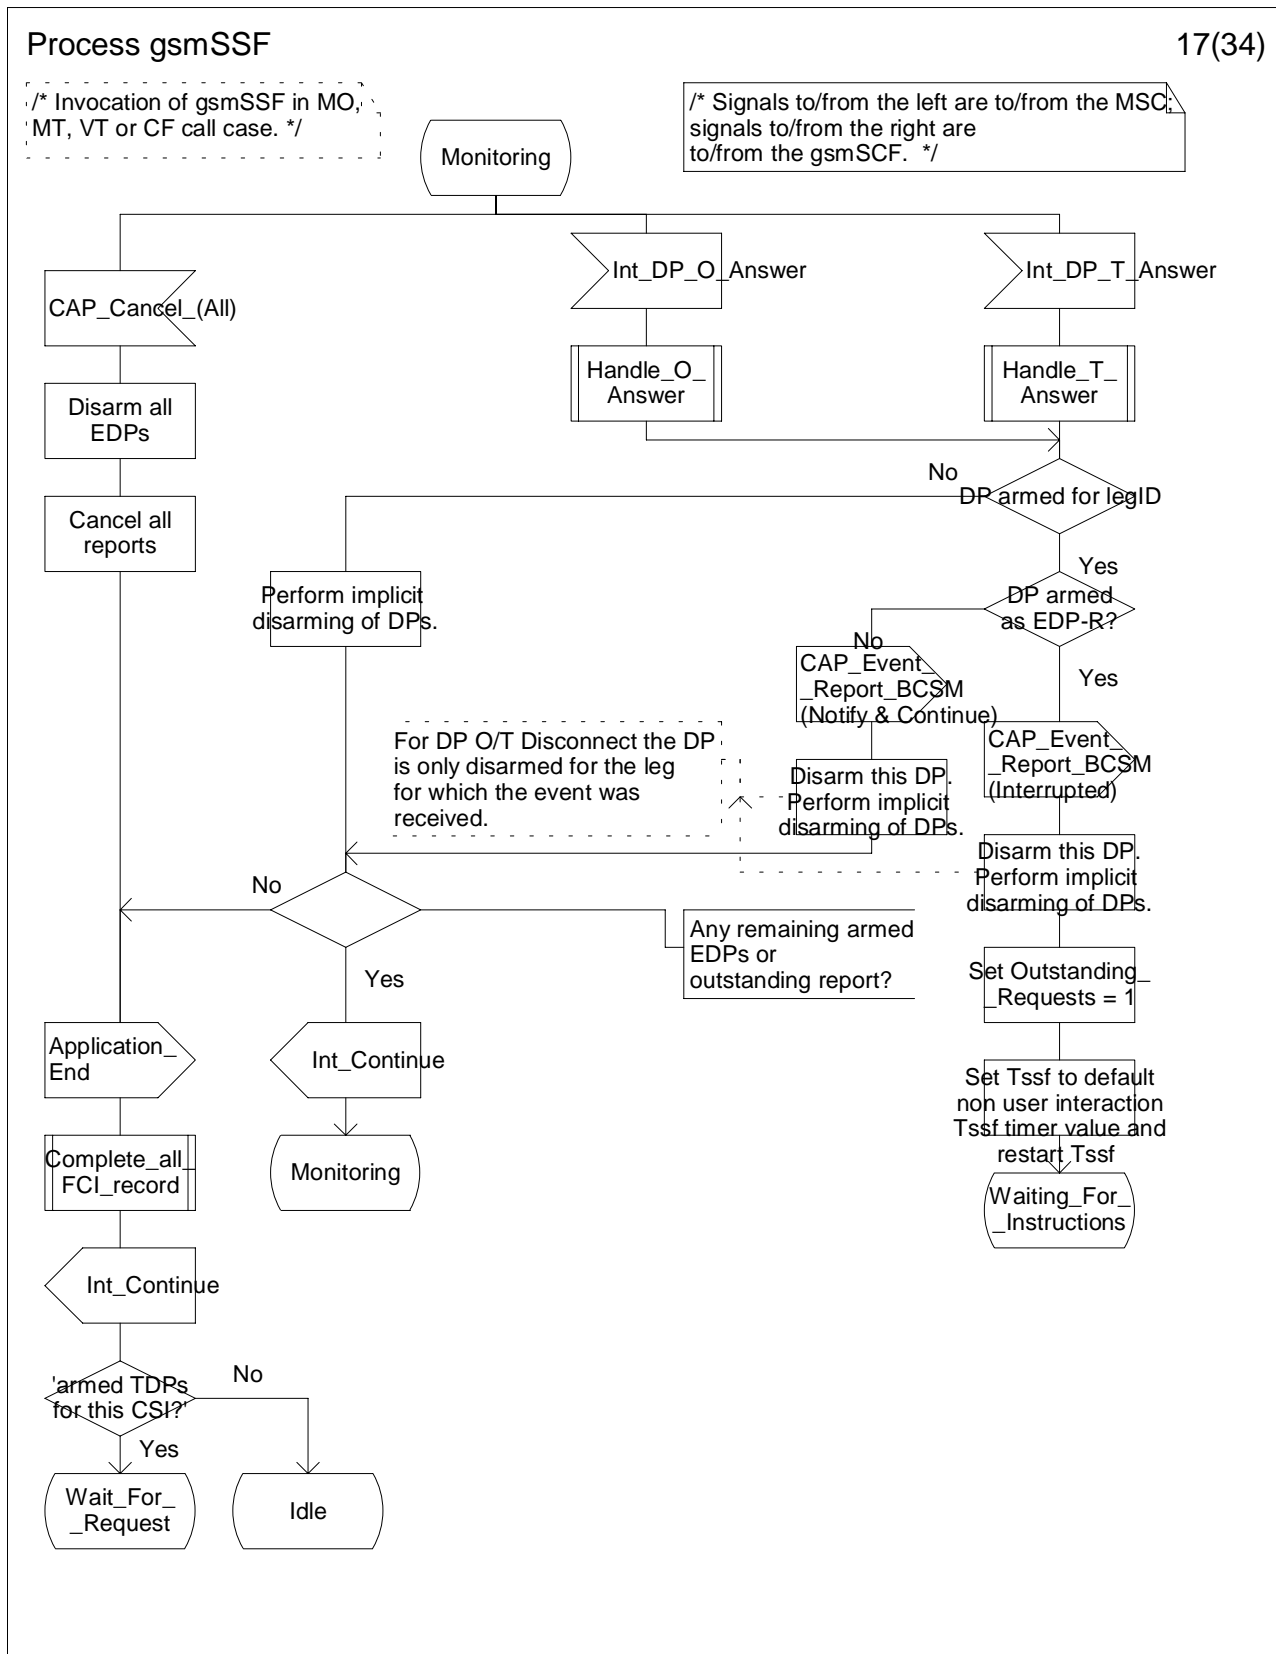 Process gsmSSF
17(34)
/* Invocation of gsmSSF in MO,
MT, VT or CF call case. */
/* Signals to/from the left are to/from the MSC;
signals to/from the right are
to/from the gsmSCF.  */
Monitoring
CAP_Cancel_(All)
Int_DP_O_Answer
Int_DP_T_Answer
Handle_O_
Answer
Handle_T_
Answer
Disarm all
EDPs
Cancel all
reports
No
DP armed for legID
Yes
Perform implicit
disarming of DPs.
DP armed
as EDP-R?
No
Yes
CAP_Event_
_Report_BCSM
(Notify & Continue)
CAP_Event_
_Report_BCSM
(Interrupted)
For DP O/T Disconnect the DP
is only disarmed for the leg
for which the event was
received.
Disarm this DP.
Perform implicit
disarming of DPs.
Disarm this DP.
Perform implicit
disarming of DPs.
No
Yes
Any remaining armed
EDPs or
outstanding report?
Set Outstanding_
_Requests = 1
Application_
End
Int_Continue
Set Tssf to default
non user interaction
Tssf timer value and
restart Tssf
Complete_all_
FCI_record
Monitoring
Waiting_For_
_Instructions
Int_Continue
'armed TDPs
for this CSI?'
No
Yes
Wait_For_
_Request
Idle